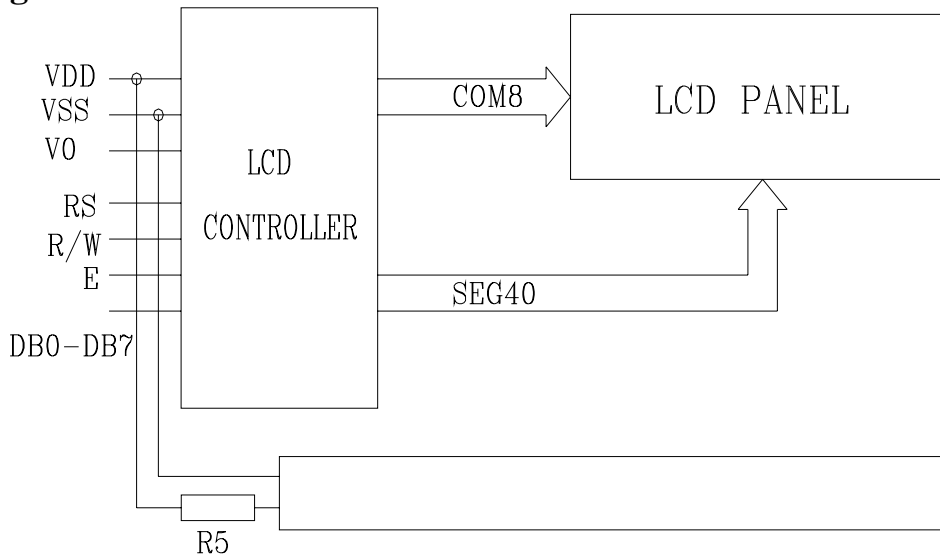 VDD
VSS
V0
RS
R/W
E
DB0-DB7
LCD
CONTROLLER
COM8
SEG40
LCD PANEL
R5